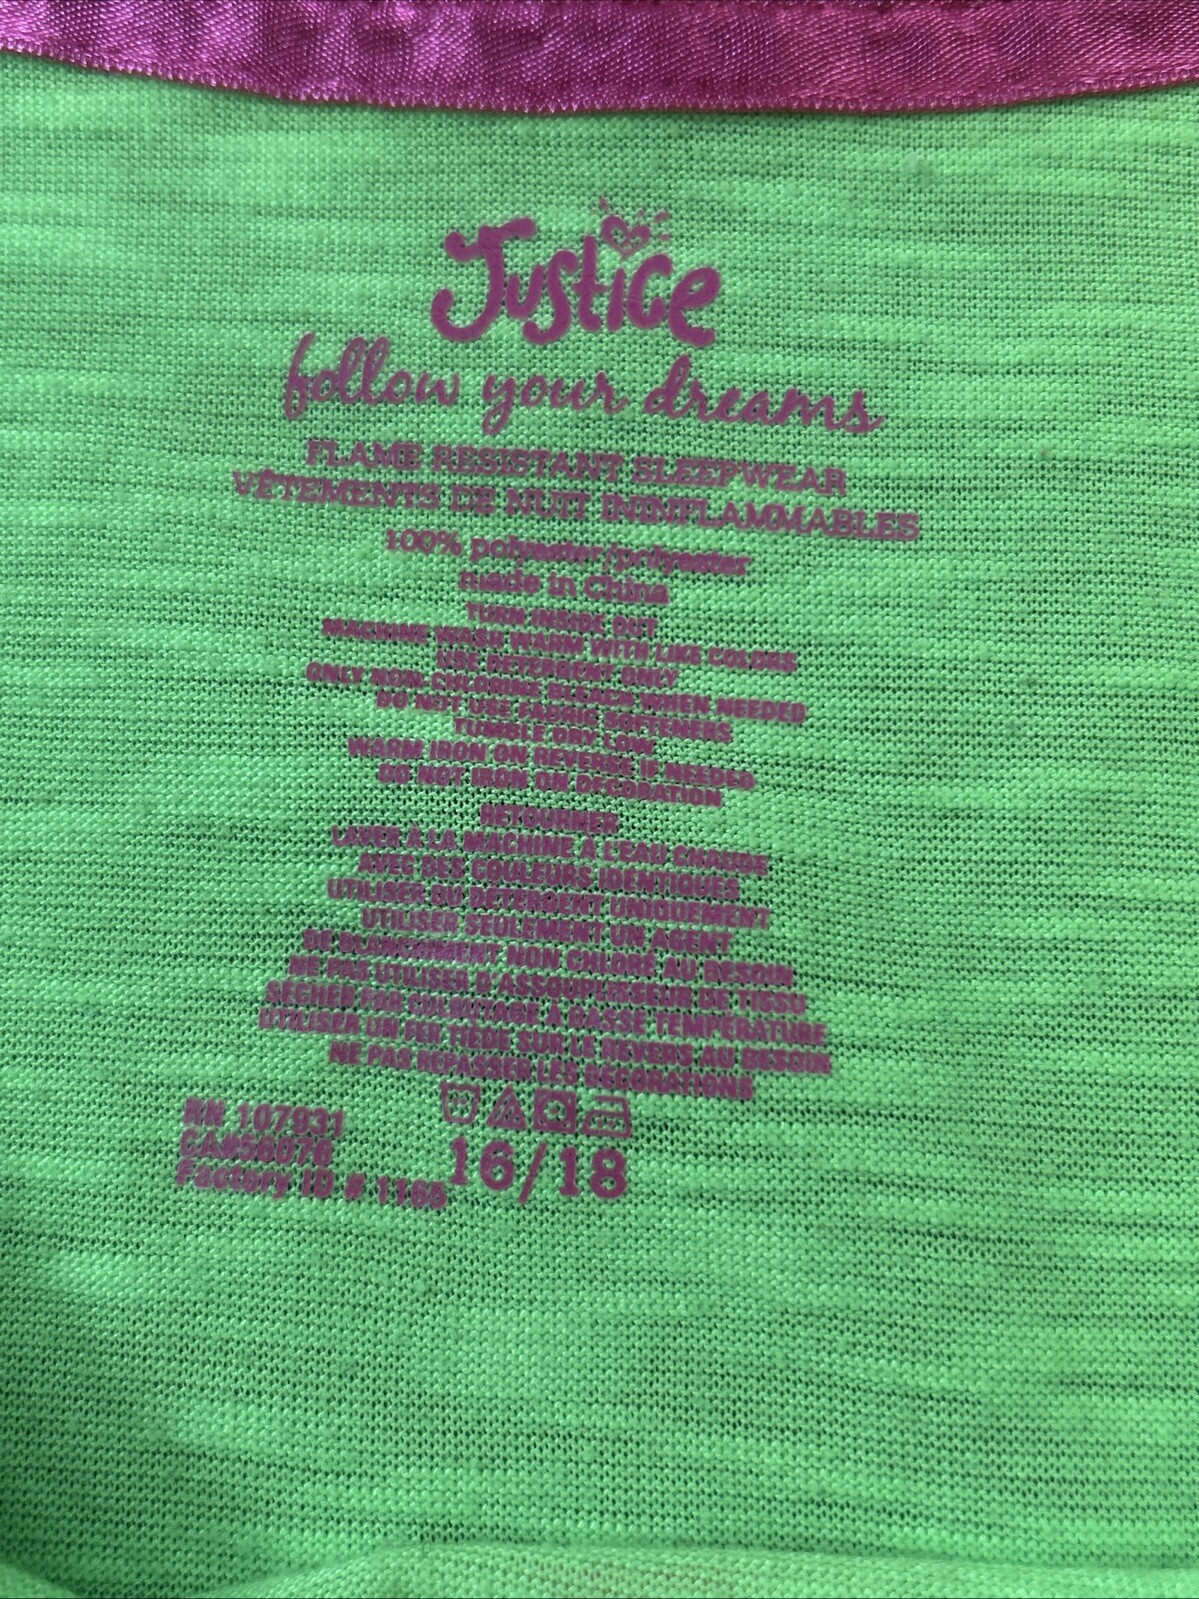 Justice
follow your dreams
FLAME RESISTANT SLEEPWEAR
VÊTEMENTS DE NUIT ININFLAMMABLES
100% polyester/polyester
made in China
TURN INSIDE OUT
MACHINE WASH WARM WITH LIKE COLORS
USE DETERGENT ONLY
ONLY NON-CHLORINE BLEACH WHEN NEEDED
DO NOT USE FABRIC SOFTENERS
TUMBLE DRY LOW
WARM IRON ON REVERSE IF NEEDED
DO NOT IRON ON DECORATION
RETOURNER
LAVER À LA MACHINE À L'EAU CHAUDE
AVEC DES COULEURS IDENTIQUES
UTILISER DU DÉTERGENT UNIQUEMENT
UTILISER SEULEMENT UN AGENT
DE BLANCHIMENT NON CHLORÉ AU BESOIN
NE PAS UTILISER D'ASSOUPLISSEUR DE TISSU
SÉCHER PAR CULBUTAGE À BASSE TEMPÉRATURE
UTILISER UN FER TIÈDE SUR LE REVERS AU BESOIN
NE PAS REPASSER LES DÉCORATIONS
RN 107931
CA#56078
Factory ID # 1165
16/18